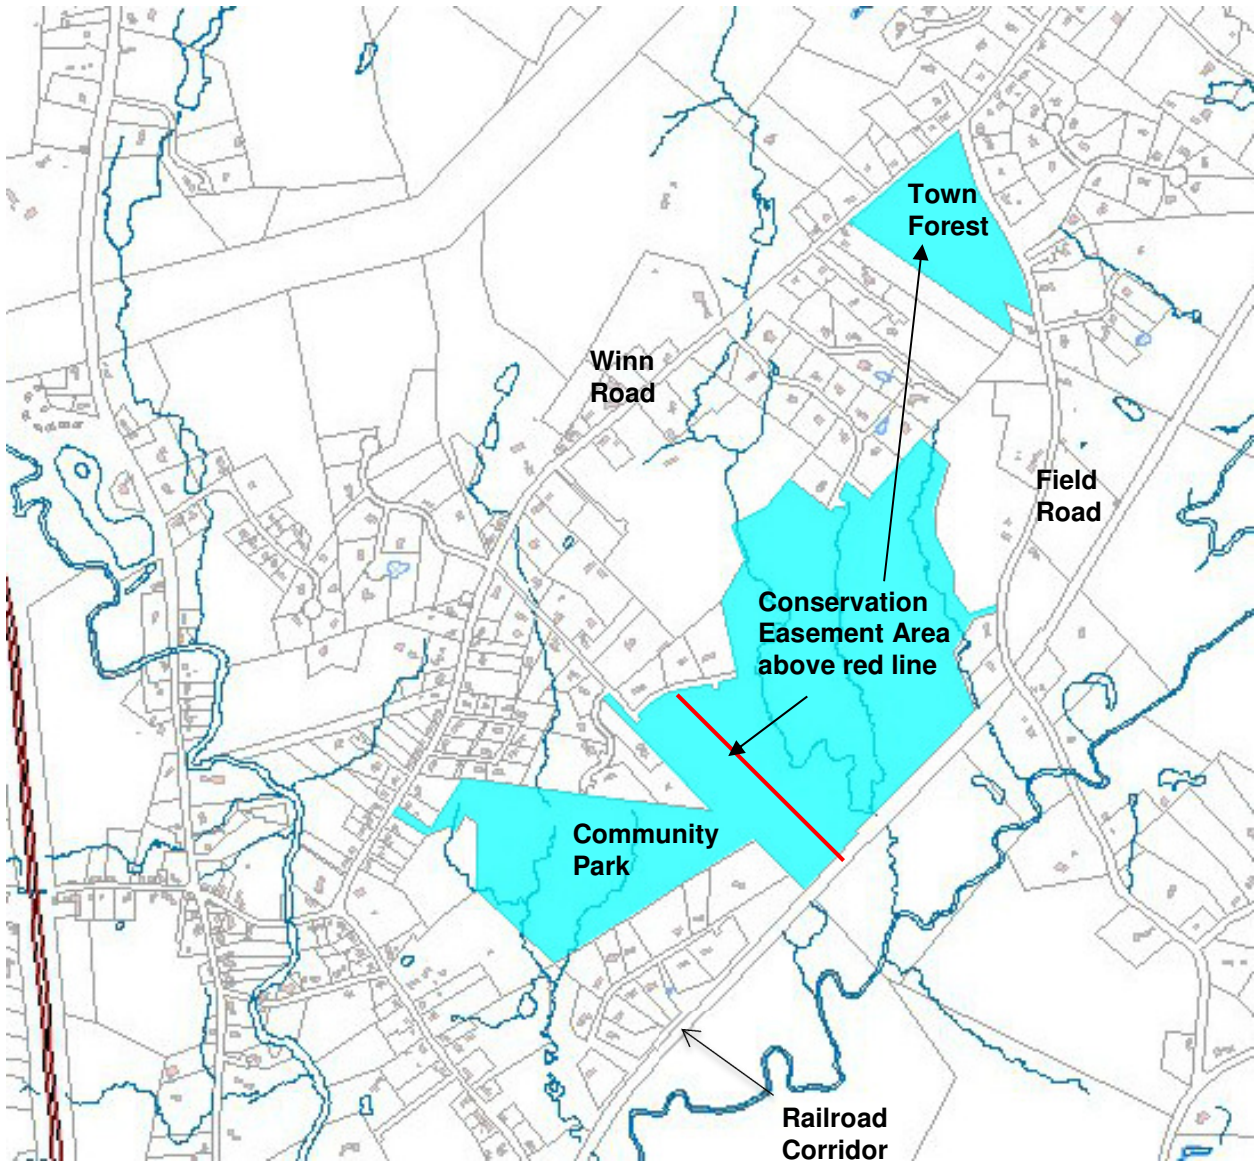 Town
Forest
Winn
Road
Field
Road
Conservation
Easement Area
above red line
Community
Park
Railroad
Corridor